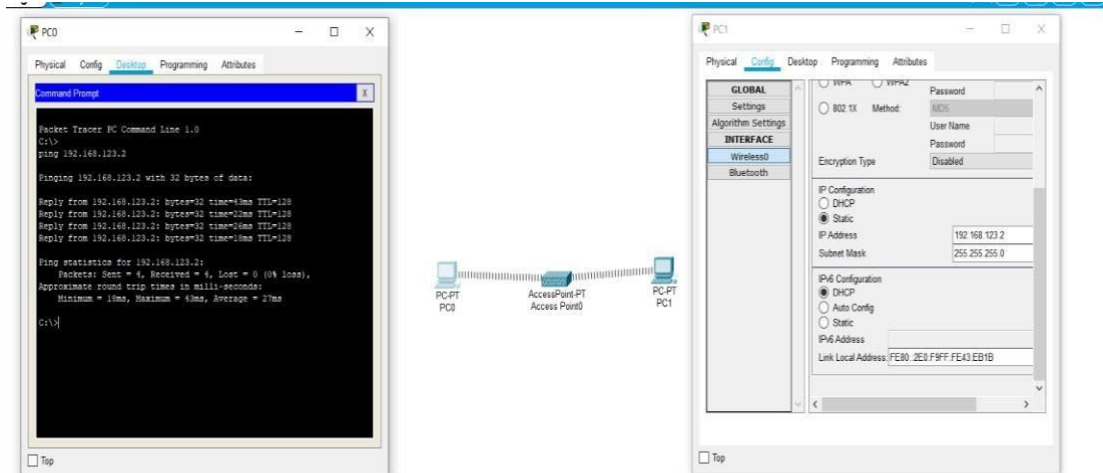 PC0
Physical Config Desktop Programming Attributes
Command Prompt
X
Packet Tracer PC Command Line 1.0
C:\>
ping 192.168.123.2
Pinging 192.168.123.2 with 32 bytes of data:
Reply from 192.168.123.2: bytes=32 time=43ms TTL=128
Reply from 192.168.123.2: bytes=32 time=22ms TTL=128
Reply from 192.168.123.2: bytes=32 time=26ms TTL=128
Reply from 192.168.123.2: bytes=32 time=18ms TTL=128
Ping statistics for 192.168.123.2:
Packets: Sent = 4, Received = 4, Lost = 0 (0% loss),
Approximate round trip times in milli-seconds:
Minimum = 18ms, Maximum = 43ms, Average = 27ms
C:\>
Top
PC-PT
PC0
AccessPoint-PT
Access Point0
PC-PT
PC1
PC1
Physical Config Desktop Programming Attributes
GLOBAL
Settings
Algorithm Settings
INTERFACE
Wireless0
Bluetooth
WPA WPA2
Password
802.1X Method: MD5
User Name
Password
Encryption Type Disabled
IP Configuration
DHCP
Static
IP Address 192.168.123.2
Subnet Mask 255.255.255.0
IPv6 Configuration
DHCP
Auto Config
Static
IPv6 Address
Link Local Address: FE80::2E0:F9FF:FE43:EB1B
Top